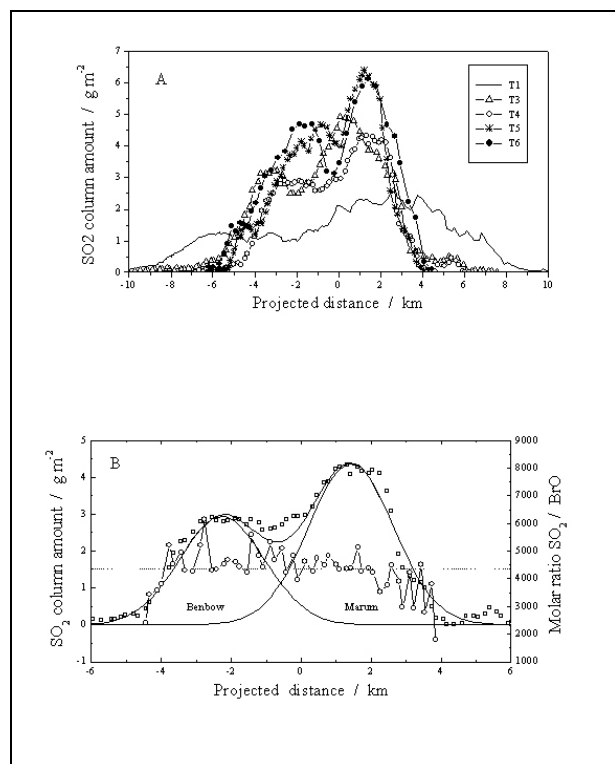 A
SO2 column amount / g m-2
7
6
5
4
3
2
1
0
-10 -8 -6 -4 -2 0 2 4 6 8 10
Projected distance / km
T1
T3
T4
T5
T6
B
SO2 column amount / g m-2
5
4
3
2
1
0
-1
Benbow
Marum
-6 -4 -2 0 2 4 6
Projected distance / km
9000
8000
7000
6000
5000
4000
3000
2000
1000
Molar ratio SO2 / BrO